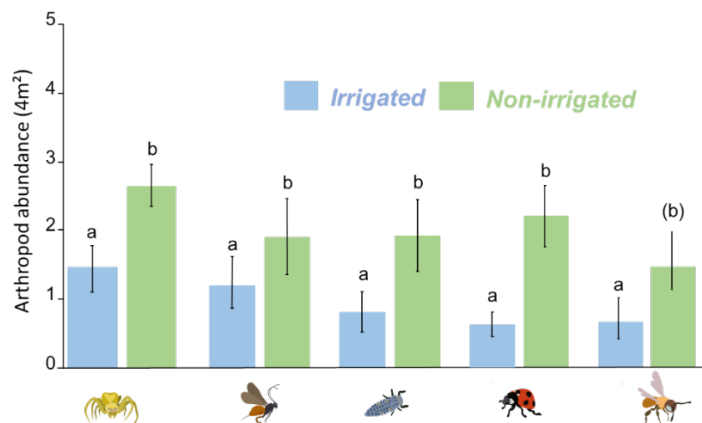 Arthropod abundance (4m²)
5
4
3
2
1
0
Irrigated
Non-irrigated
a
b
a
b
a
b
a
b
a
(b)